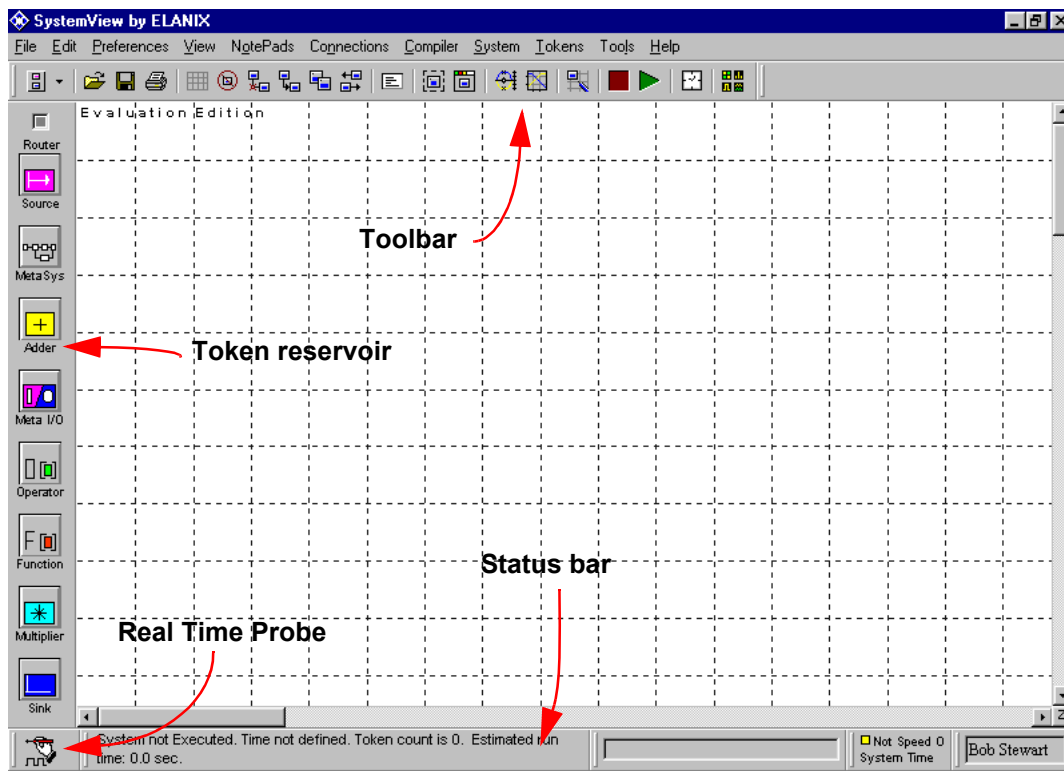 SystemView by ELANIX
File Edit Preferences View NotePads Connections Compiler System Tokens Tools Help
Evaluation Edition
Router
Source
Toolbar
MetaSys
Adder
Token reservoir
Meta I/O
Operator
Function
Status bar
Multiplier
Real Time Probe
Sink
System not Executed. Time not defined. Token count is 0. Estimated run
time: 0.0 sec.
Not Speed 0
System Time
Bob Stewart